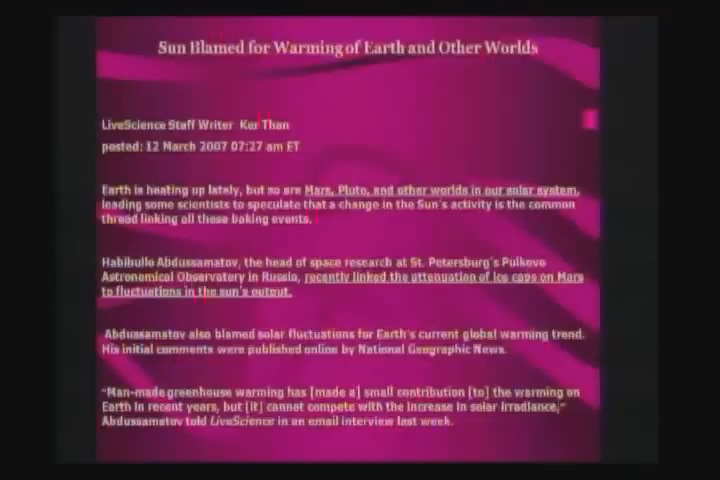 Sun Blamed for Warming of Earth and Other Worlds
LiveScience Staff Writer Ker Than
posted: 12 March 2007 07:27 am ET
Earth is heating up lately, but so are Mars, Pluto, and other worlds in our solar system,
leading some scientists to speculate that a change in the Sun's activity is the common
thread linking all these baking events.
Habibullo Abdussamatov, the head of space research at St. Petersburg's Pulkovo
Astronomical Observatory in Russia, recently linked the attenuation of ice caps on Mars
to fluctuations in the sun's output.
Abdussamatov also blamed solar fluctuations for Earth's current global warming trend.
His initial comments were published online by National Geographic News.
"Man-made greenhouse warming has [made a] small contribution [to] the warming on
Earth in recent years, but [it] cannot compete with the increase in solar irradiance,"
Abdussamatov told LiveScience in an email interview last week.